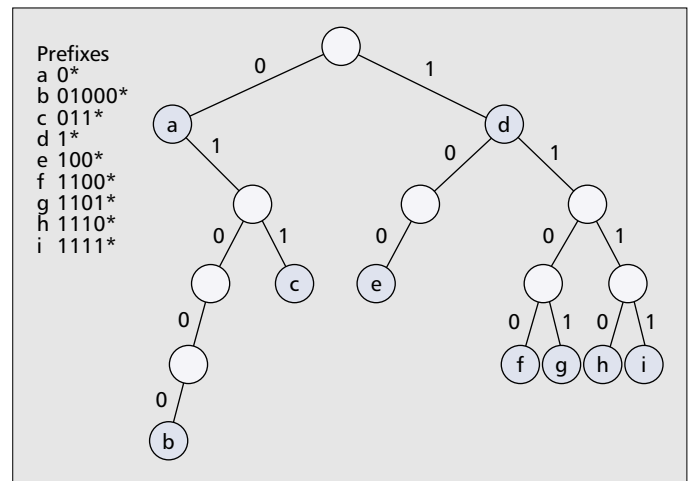 Prefixes
a 0*
b 01000*
c 011*
d 1*
e 100*
f 1100*
g 1101*
h 1110*
i 1111*
0 1
a d
1 0 1
0 1 0 0 1
c e
0 0 1 0 1
f g h i
0
b